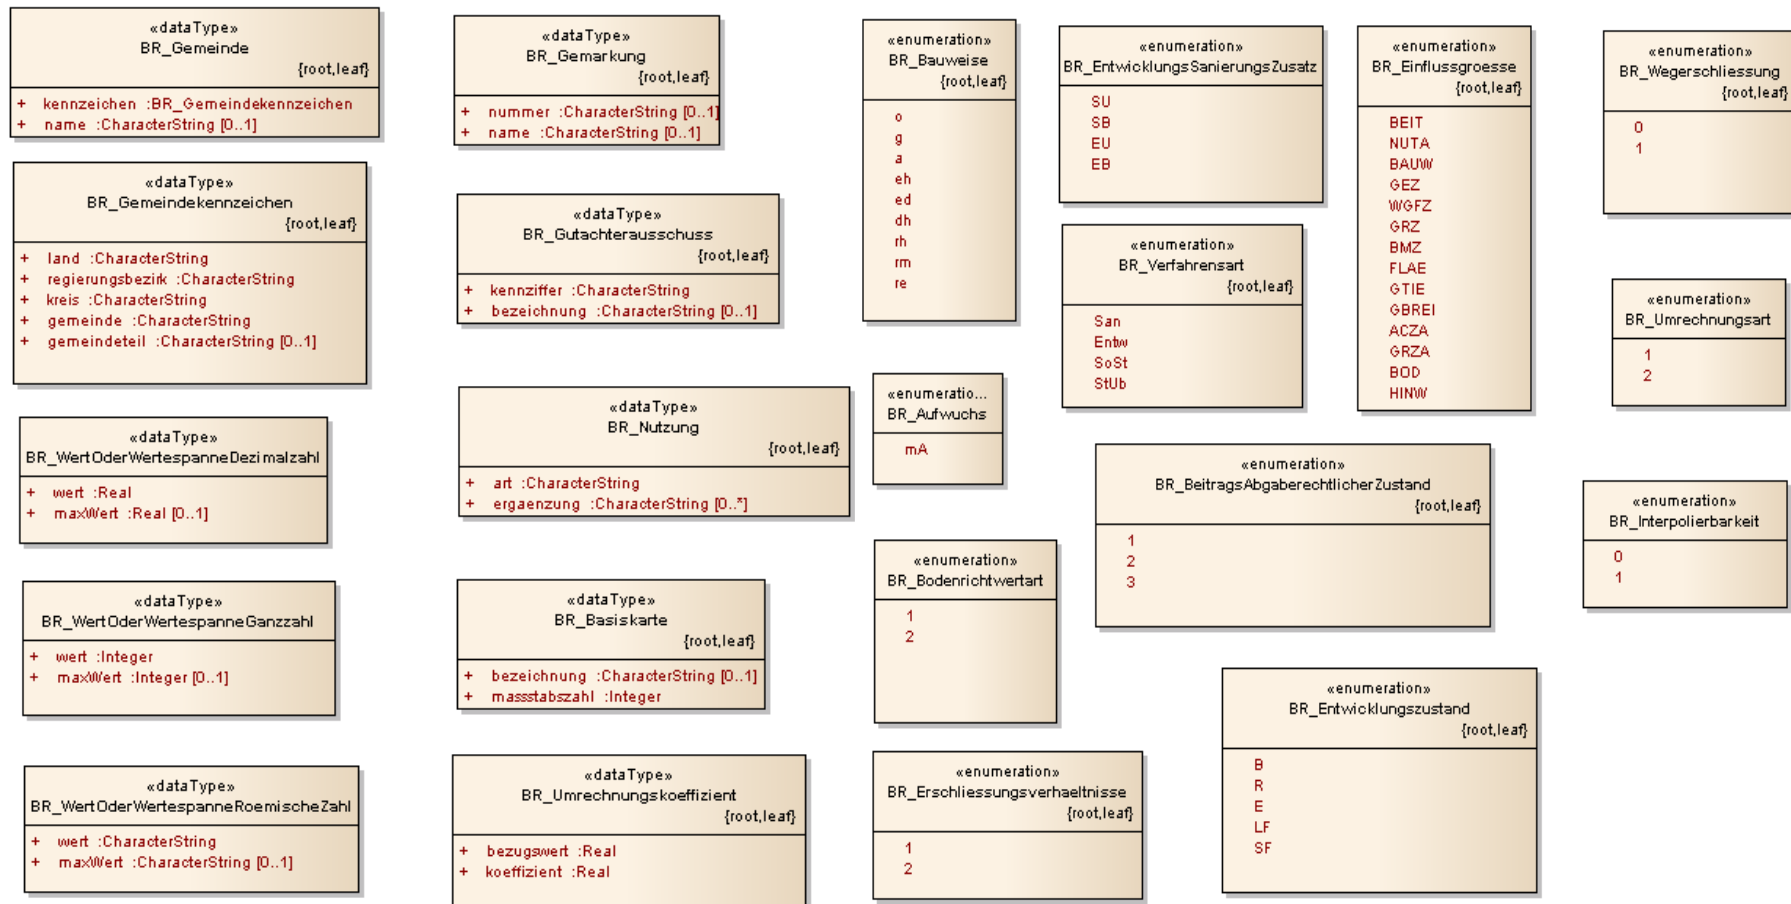 «dataType»
BR_Gemeinde
{root,leaf}
+ kennzeichen :BR_Gemeindekennzeichen
+ name :CharacterString [0..1]
«dataType»
BR_Gemeindekennzeichen
{root,leaf}
+ land :CharacterString
+ regierungsbezirk :CharacterString
+ kreis :CharacterString
+ gemeinde :CharacterString
+ gemeindeteil :CharacterString [0..1]
«dataType»
BR_WertOderWertespanneDezimalzahl
+ wert :Real
+ maxWert :Real [0..1]
«dataType»
BR_WertOderWertespanneGanzzahl
+ wert :Integer
+ maxWert :Integer [0..1]
«dataType»
BR_WertOderWertespanneRoemischeZahl
+ wert :CharacterString
+ maxWert :CharacterString [0..1]
«dataType»
BR_Gemarkung
{root,leaf}
+ nummer :CharacterString [0..1]
+ name :CharacterString [0..1]
«dataType»
BR_Gutachterausschuss
{root,leaf}
+ kennziffer :CharacterString
+ bezeichnung :CharacterString [0..1]
«dataType»
BR_Nutzung
{root,leaf}
+ art :CharacterString
+ ergaenzung :CharacterString [0..*]
«dataType»
BR_Basiskarte
{root,leaf}
+ bezeichnung :CharacterString [0..1]
+ massstabszahl :Integer
«dataType»
BR_Umrechnungskoeffizient
{root,leaf}
+ bezugswert :Real
+ koeffizient :Real
«enumeration»
BR_Bauweise
{root,leaf}
o
g
a
eh
ed
dh
rh
rm
re
«enumeratio...
BR_Aufwuchs
mA
«enumeration»
BR_Bodenrichtwertart
1
2
«enumeration»
BR_Erschliessungsverhaeltnisse
{root,leaf}
1
2
«enumeration»
BR_EntwicklungsSanierungsZusatz
SU
SB
EU
EB
«enumeration»
BR_Verfahrensart
{root,leaf}
San
Entw
SoSt
StUb
«enumeration»
BR_Einflussgroesse
{root,leaf}
BEIT
NUTA
BAUW
GEZ
WGFZ
GRZ
BMZ
FLAE
GTIE
GBREI
ACZA
GRZA
BOD
HINW
«enumeration»
BR_BeitragsAbgaberechtlicherZustand
{root,leaf}
1
2
3
«enumeration»
BR_Entwicklungszustand
{root,leaf}
B
R
E
LF
SF
«enumeration»
BR_Wegerschliessung
{root,leaf}
0
1
«enumeration»
BR_Umrechnungsart
1
2
«enumeration»
BR_Interpolierbarkeit
0
1